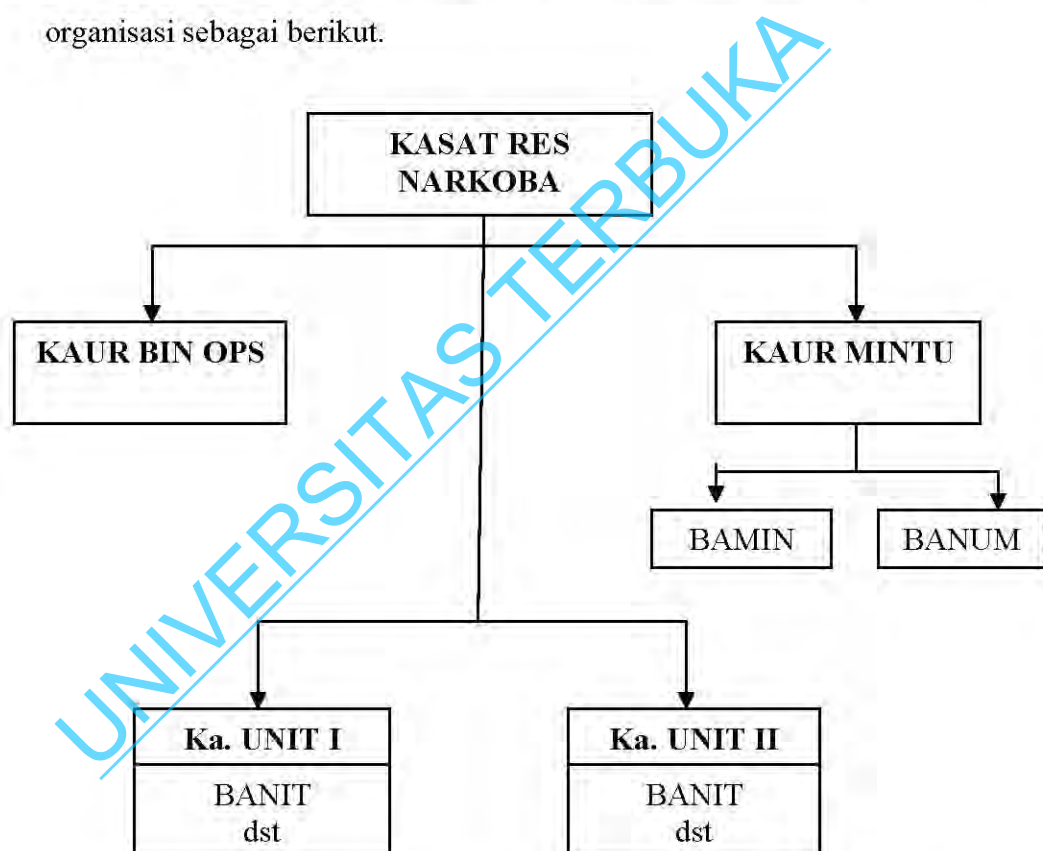 organisasi sebagai berikut.
KASAT RES
NARKOBA
KAUR BIN OPS
KAUR MINTU
BAMIN
BANUM
Ka. UNIT I
BANIT
dst
Ka. UNIT II
BANIT
dst
UNIVERSITAS TERBUKA